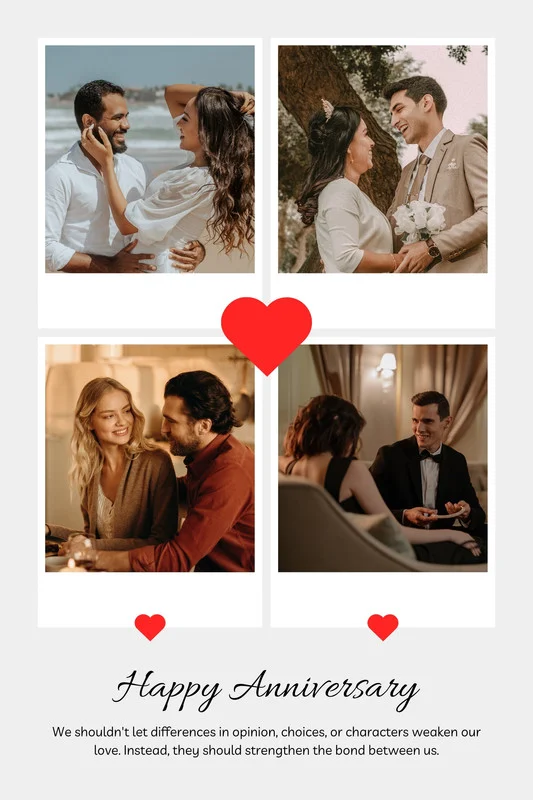 Happy Anniversary
We shouldn't let differences in opinion, choices, or characters weaken our
love. Instead, they should strengthen the bond between us.